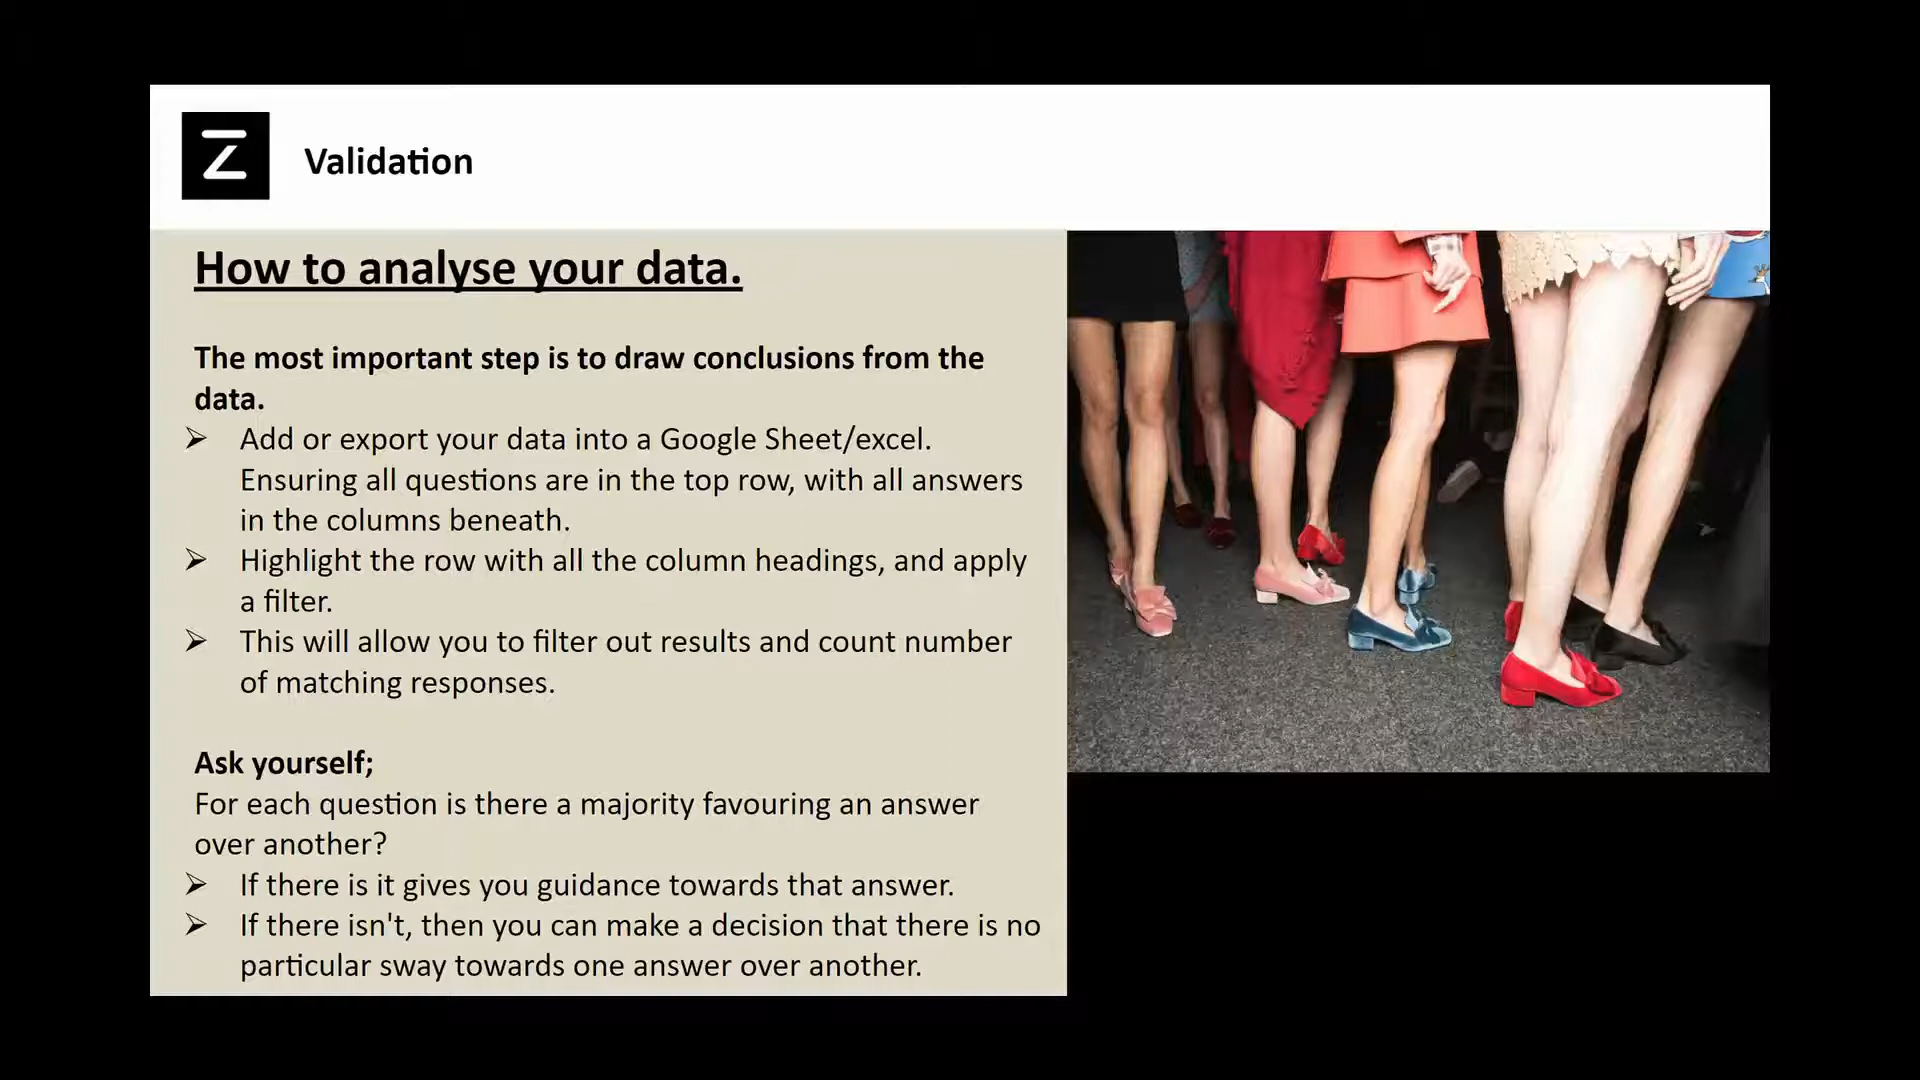 Z
Validation
How to analyse your data.
The most important step is to draw conclusions from the
data.
➢ Add or export your data into a Google Sheet/excel.
Ensuring all questions are in the top row, with all answers
in the columns beneath.
➢ Highlight the row with all the column headings, and apply
a filter.
➢ This will allow you to filter out results and count number
of matching responses.
Ask yourself;
For each question is there a majority favouring an answer
over another?
➢ If there is it gives you guidance towards that answer.
➢ If there isn't, then you can make a decision that there is no
particular sway towards one answer over another.